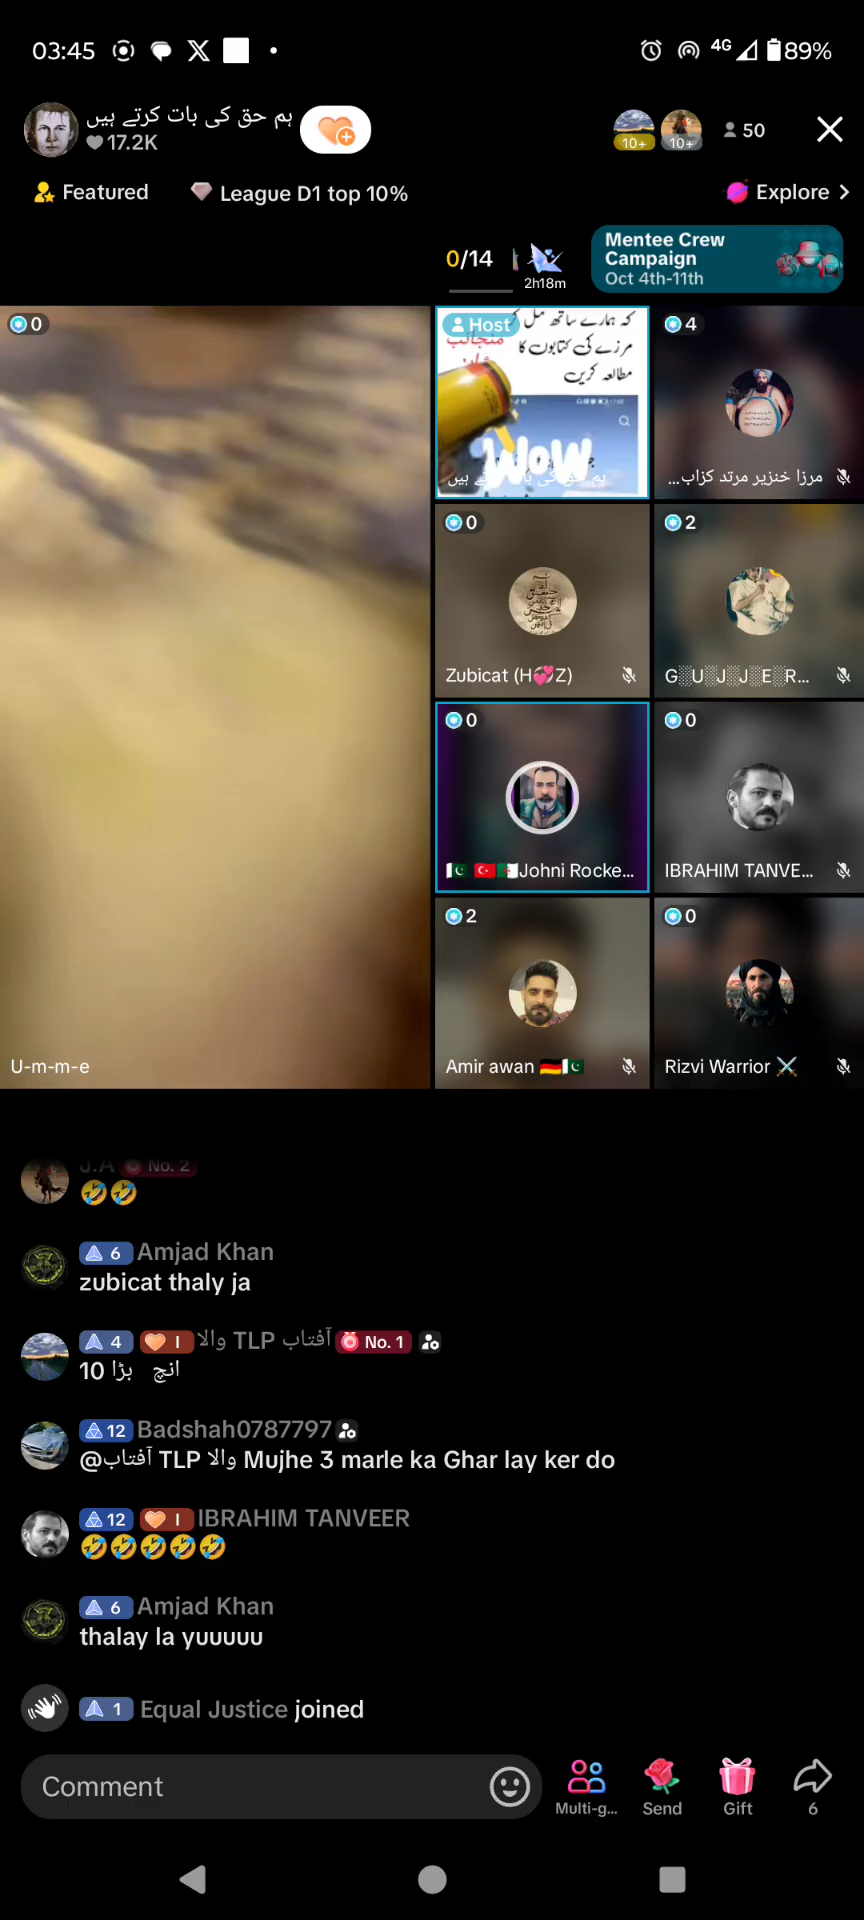 03:45
4G
89%
ہم حق کی بات کرتے ہیں
17.2K
10+
10+
50
Featured
League D1 top 10%
Explore
0/14
2h18m
Mentee Crew
Campaign
Oct 4th-11th
0
Host
کہ ہمارے ساتھ مل کر
مرزے کی کتابوں کا
مطالعہ کریں
WOW
4
مرزا خنزیر مرتد کزاب...
0
Zubicat (H💞Z)
2
G░U░J░J░E░R...
0
🇵🇰 🇹🇷🇩🇿Johni Rocke...
0
IBRAHIM TANVE...
2
Amir awan 🇩🇪🇵🇰
0
Rizvi Warrior ⚔️
U-m-m-e
J.A No. 2
🤣🤣
6 Amjad Khan
zubicat thaly ja
4 I آفتاب TLP والا No. 1
10 انچ بڑا
12 Badshah0787797
@آفتاب TLP والا Mujhe 3 marle ka Ghar lay ker do
12 I IBRAHIM TANVEER
🤣🤣🤣🤣🤣
6 Amjad Khan
thalay la yuuuuu
1 Equal Justice joined
Comment
Multi-g...
Send
Gift
6